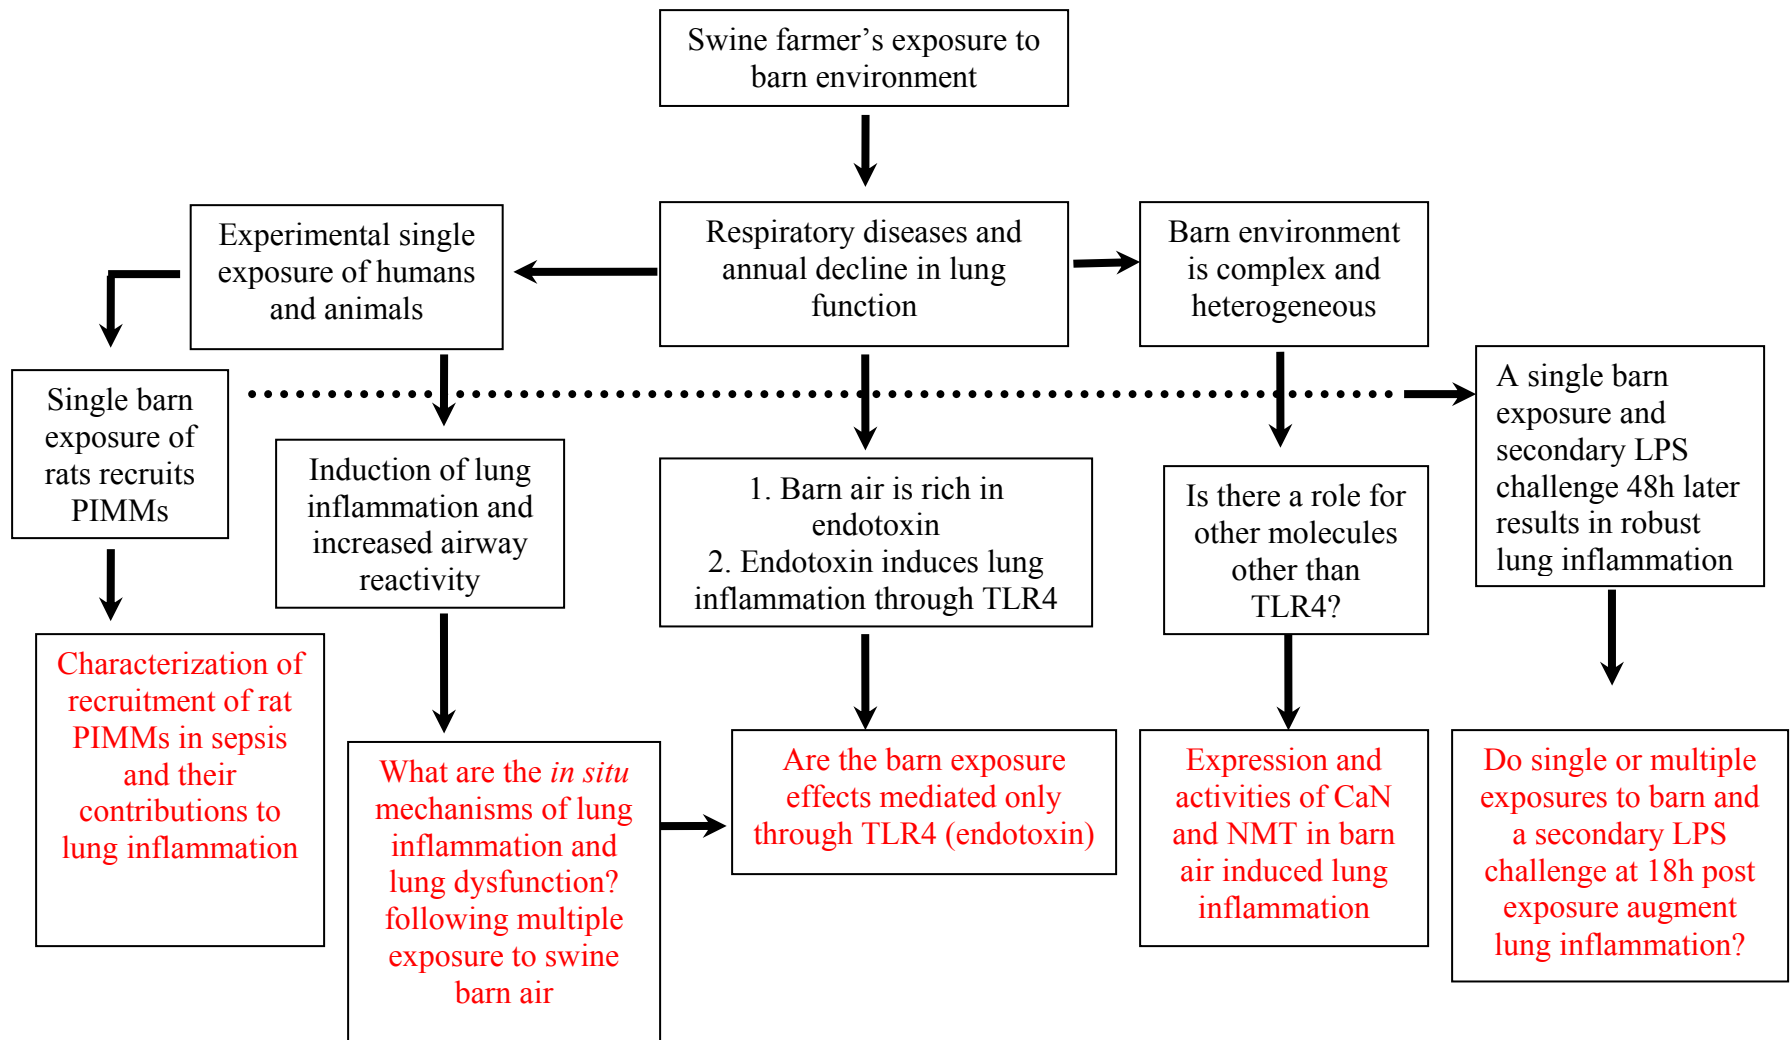 Swine farmer’s exposure to
barn environment
Experimental single
exposure of humans
and animals
Respiratory diseases and
annual decline in lung
function
Barn environment
is complex and
heterogeneous
Single barn
exposure of
rats recruits
PIMMs
Induction of lung
inflammation and
increased airway
reactivity
1. Barn air is rich in
endotoxin
2. Endotoxin induces lung
inflammation through TLR4
Is there a role for
other molecules
other than
TLR4?
A single barn
exposure and
secondary LPS
challenge 48h later
results in robust
lung inflammation
Characterization of
recruitment of rat
PIMMs in sepsis
and their
contributions to
lung inflammation
What are the in situ
mechanisms of lung
inflammation and
lung dysfunction?
following multiple
exposure to swine
barn air
Are the barn exposure
effects mediated only
through TLR4 (endotoxin)
Expression and
activities of CaN
and NMT in barn
air induced lung
inflammation
Do single or multiple
exposures to barn and
a secondary LPS
challenge at 18h post
exposure augment
lung inflammation?